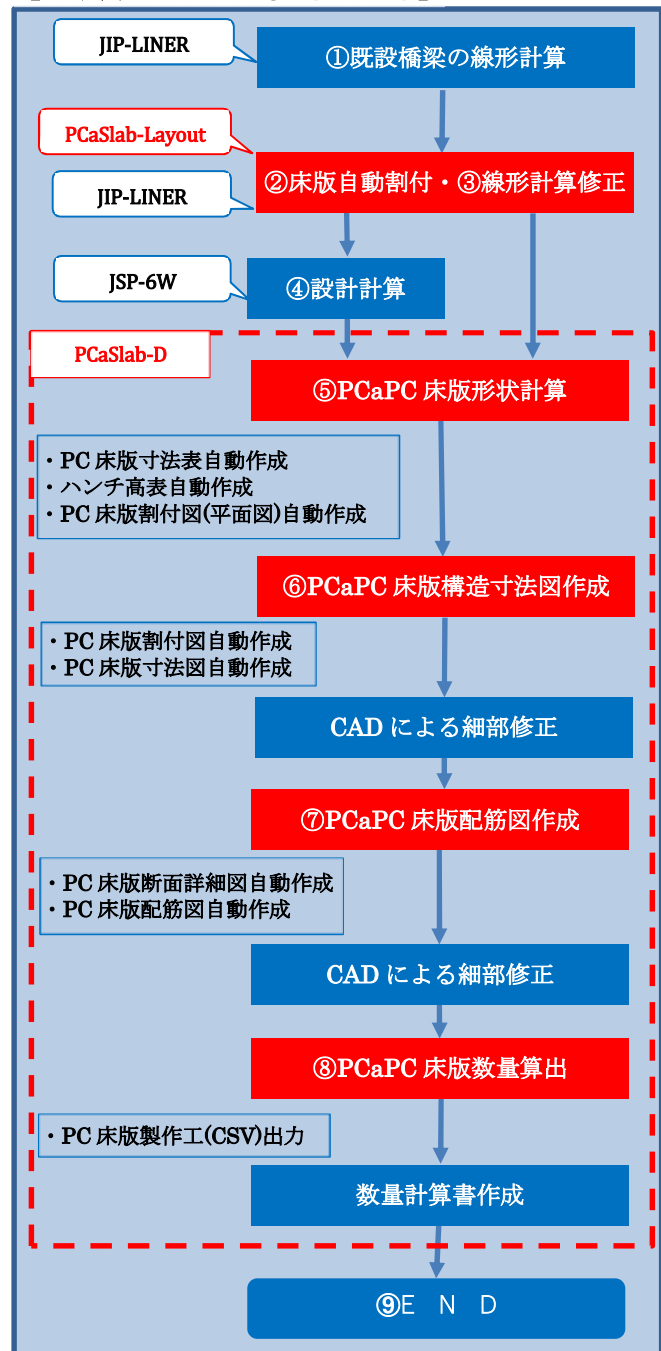 JIP-LINER
①既設橋梁の線形計算
PCaSlab-Layout
②床版自動割付・③線形計算修正
JIP-LINER
JSP-6W
④設計計算
PCaSlab-D
⑤PCaPC 床版形状計算
・PC 床版寸法表自動作成
・ハンチ高表自動作成
・PC 床版割付図(平面図)自動作成
⑥PCaPC 床版構造寸法図作成
・PC 床版割付図自動作成
・PC 床版寸法図自動作成
CAD による細部修正
⑦PCaPC 床版配筋図作成
・PC 床版断面詳細図自動作成
・PC 床版配筋図自動作成
CAD による細部修正
⑧PCaPC 床版数量算出
・PC 床版製作工(CSV)出力
数量計算書作成
⑨E N D